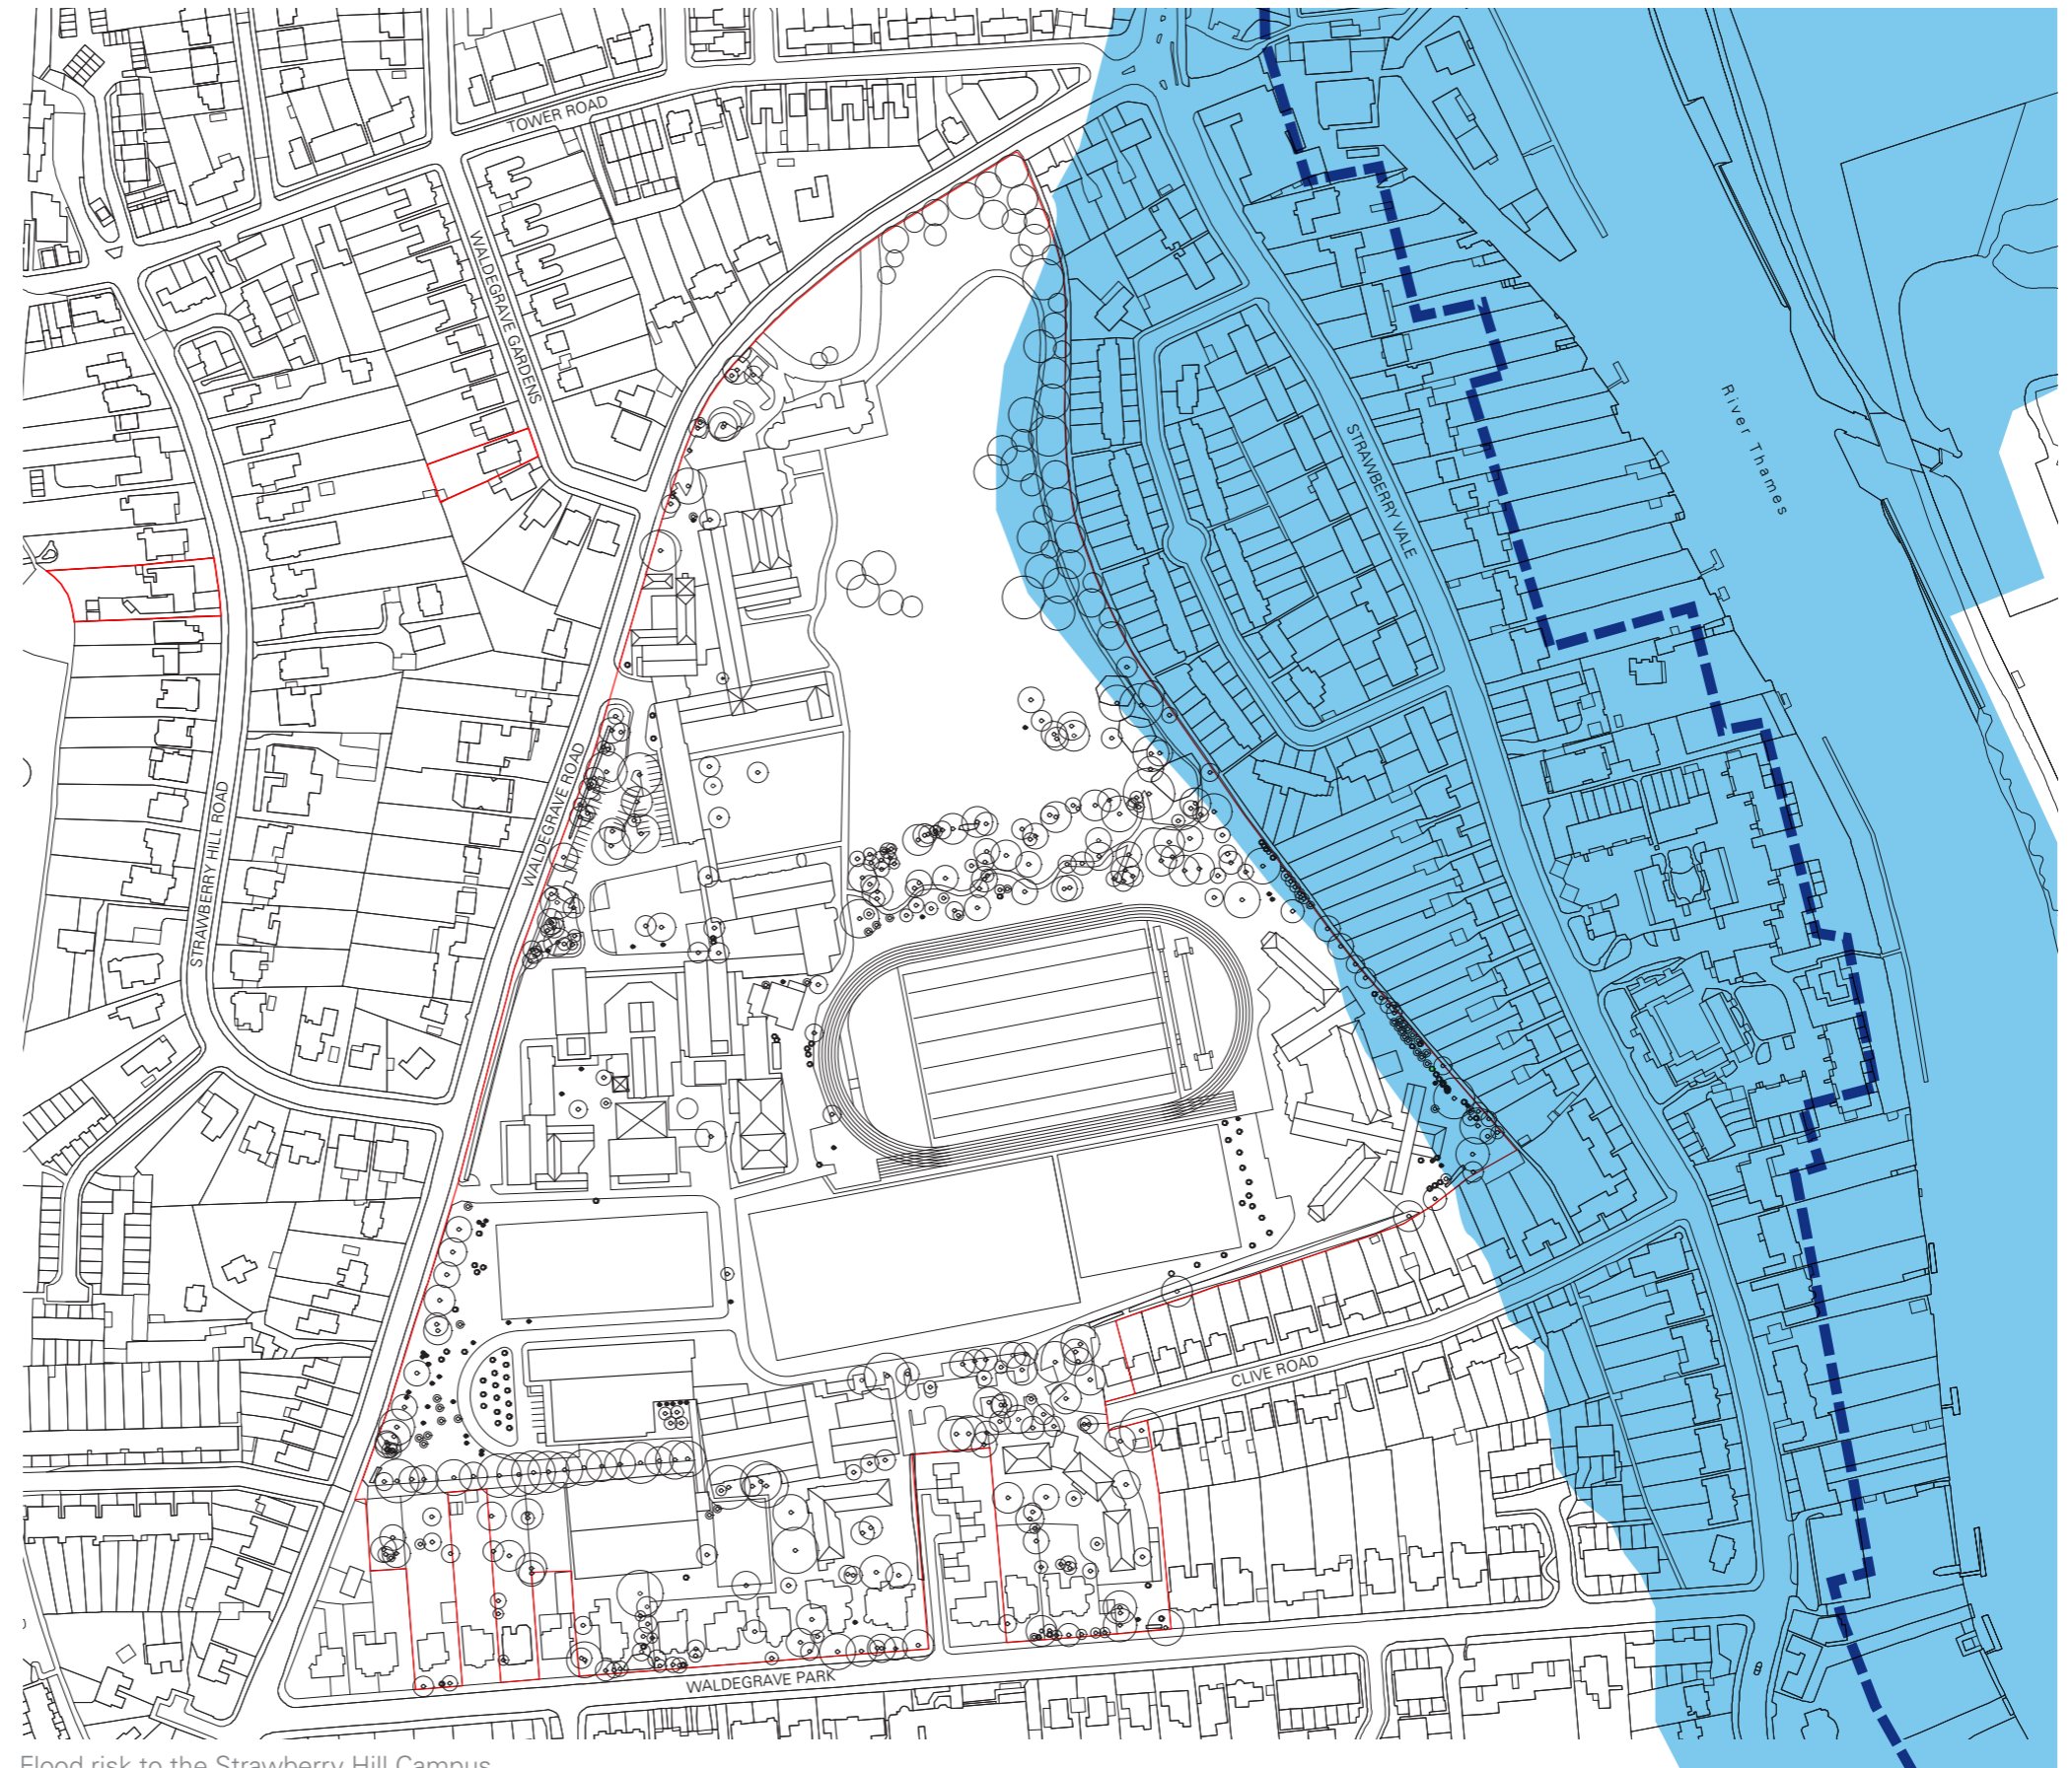 TOWER ROAD
WALDEGRAVE GARDENS
River Thames
STRAWBERRY VALE
STRAWBERRY HILL ROAD
WALDEGRAVE ROAD
CLIVE ROAD
WALDEGRAVE PARK
Flood risk to the Strawberry Hill Campus